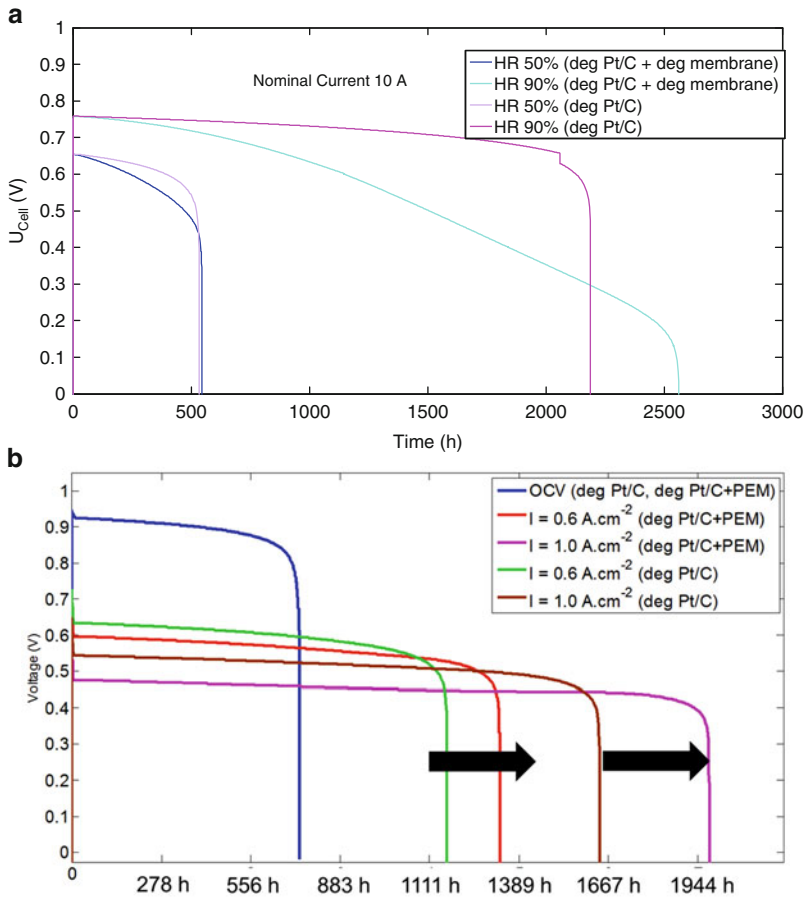 a
1
0.9
0.8
0.7
0.6
0.5
0.4
0.3
0.2
0.1
0
U_Cell (V)
Nominal Current 10 A
HR 50% (deg Pt/C + deg membrane)
HR 90% (deg Pt/C + deg membrane)
HR 50% (deg Pt/C)
HR 90% (deg Pt/C)
0 500 1000 1500 2000 2500 3000
Time (h)
b
1
0.9
0.8
0.7
0.6
0.5
0.4
0.3
0.2
0.1
0
Voltage (V)
OCV (deg Pt/C, deg Pt/C+PEM)
I = 0.6 A.cm⁻² (deg Pt/C+PEM)
I = 1.0 A.cm⁻² (deg Pt/C+PEM)
I = 0.6 A.cm⁻² (deg Pt/C)
I = 1.0 A.cm⁻² (deg Pt/C)
0 278 h 556 h 883 h 1111 h 1389 h 1667 h 1944 h